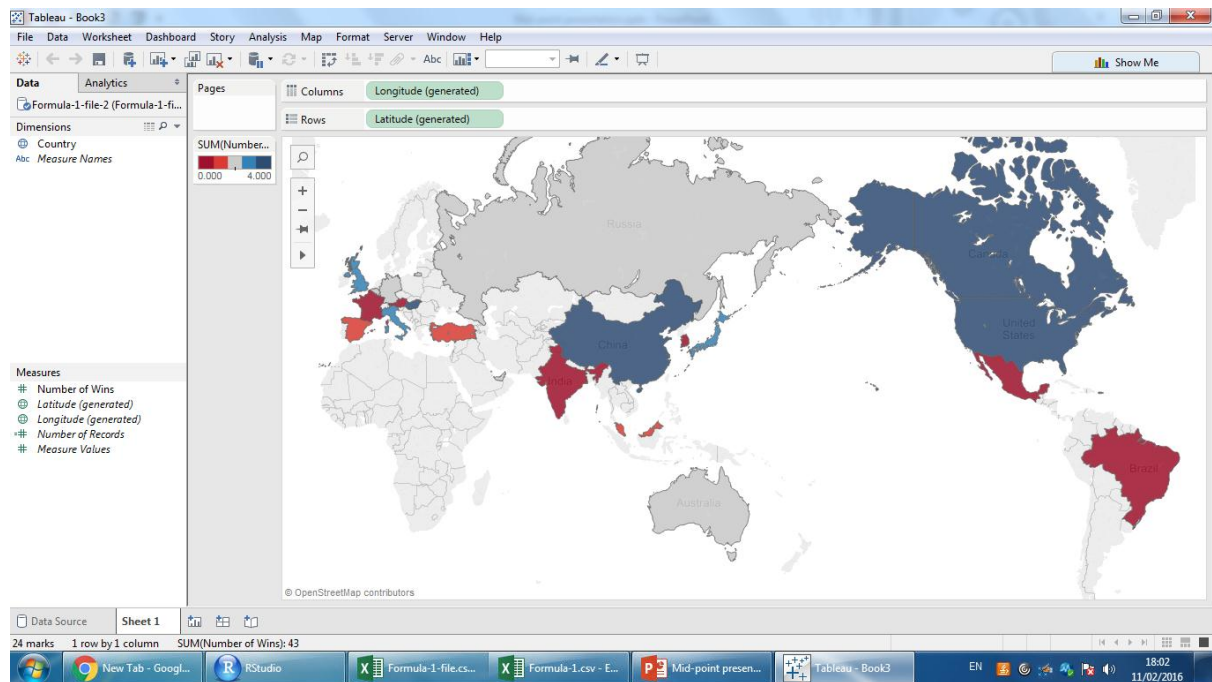 Tableau - Book3
File Data Worksheet Dashboard Story Analysis Map Format Server Window Help
Abc
Show Me
Data Analytics
Formula-1-file-2 (Formula-1-fi...
Dimensions
Country
Abc Measure Names
Measures
# Number of Wins
Latitude (generated)
Longitude (generated)
=# Number of Records
# Measure Values
Pages
Columns Longitude (generated)
Rows Latitude (generated)
SUM(Number...
0.000 4.000
Russia
Canada
United
States
China
India
Brazil
Australia
© OpenStreetMap contributors
Data Source Sheet 1
24 marks 1 row by 1 column SUM(Number of Wins): 43
New Tab - Googl... RStudio Formula-1-file.cs... Formula-1.csv - E... Mid-point presen... Tableau - Book3 EN 18:02
11/02/2016